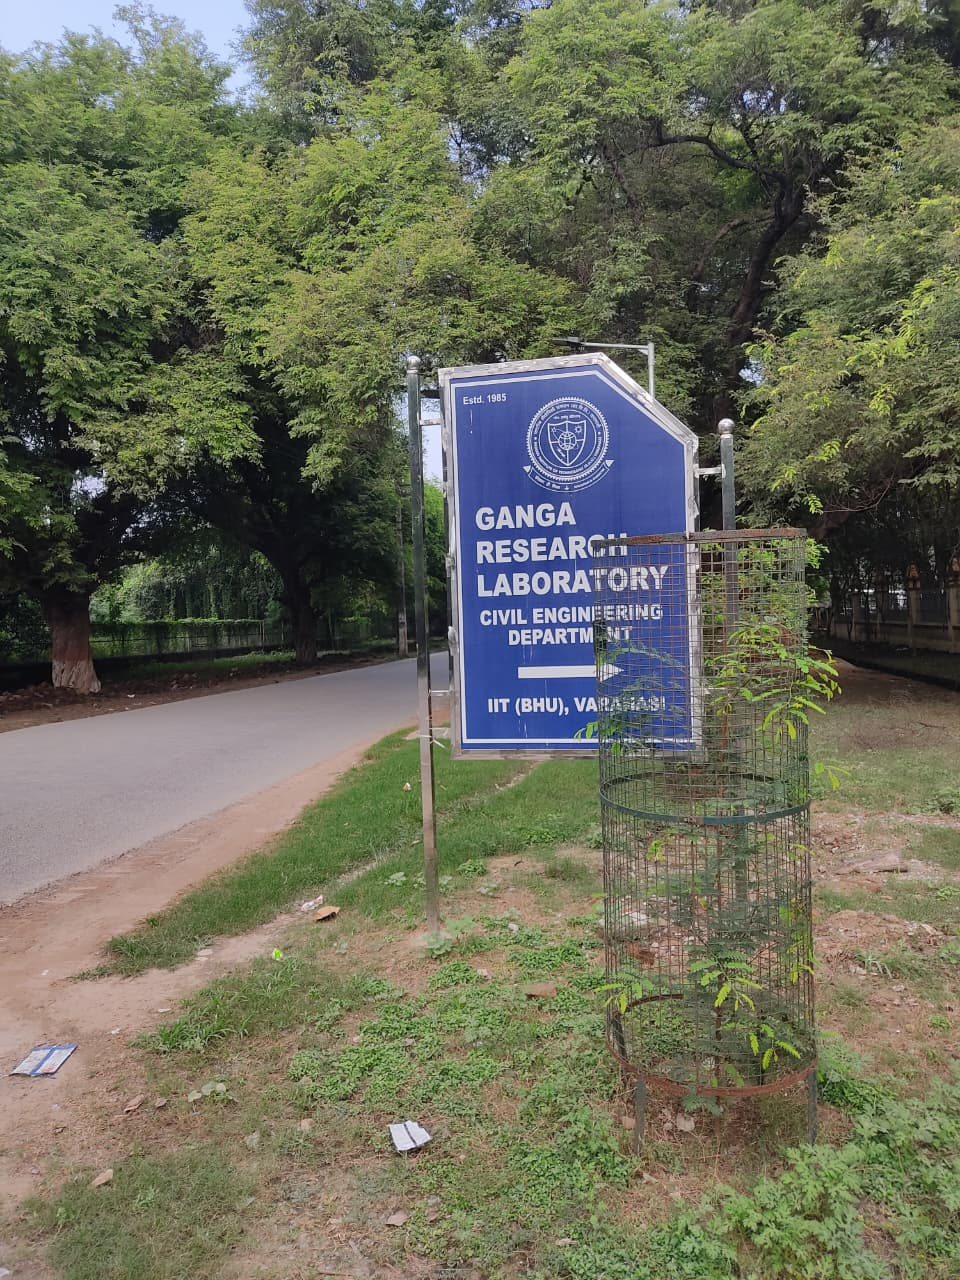 Estd. 1985
GANGA
RESEARCH
LABORATORY
CIVIL ENGINEERING
DEPARTMENT
IIT (BHU), VARANASI